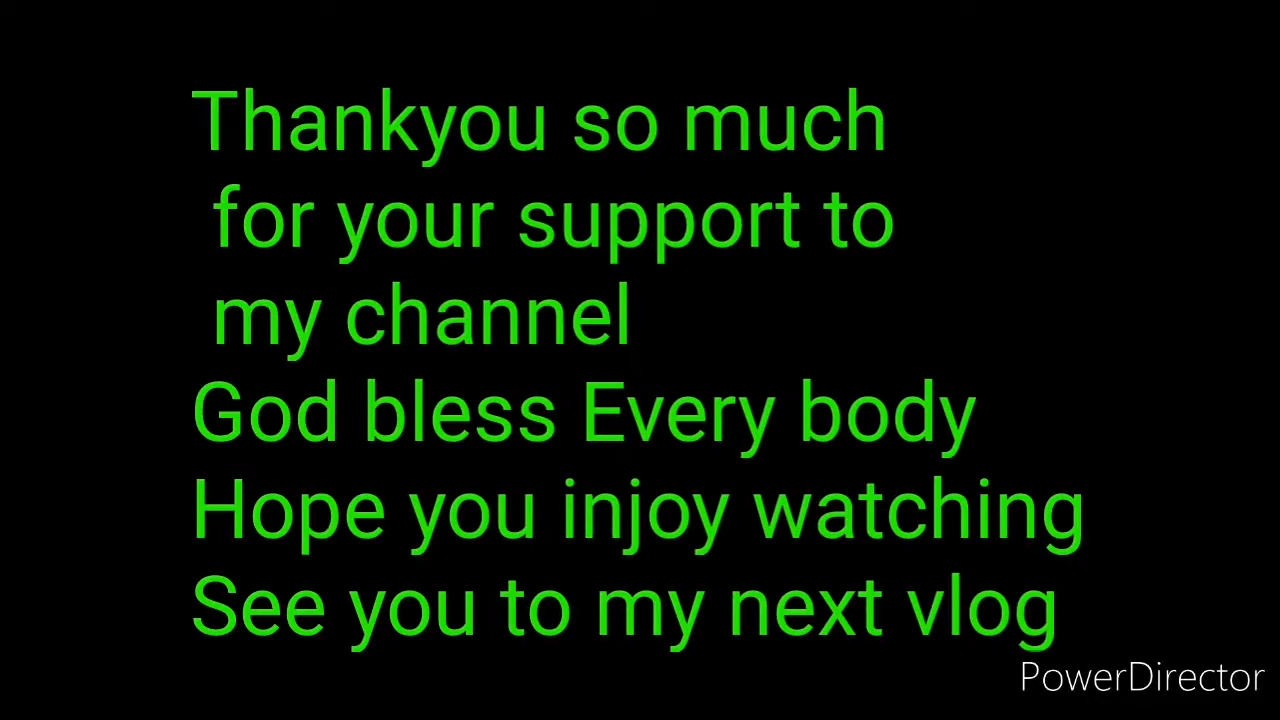 Thankyou so much
for your support to
my channel
God bless Every body
Hope you injoy watching
See you to my next vlog
PowerDirector